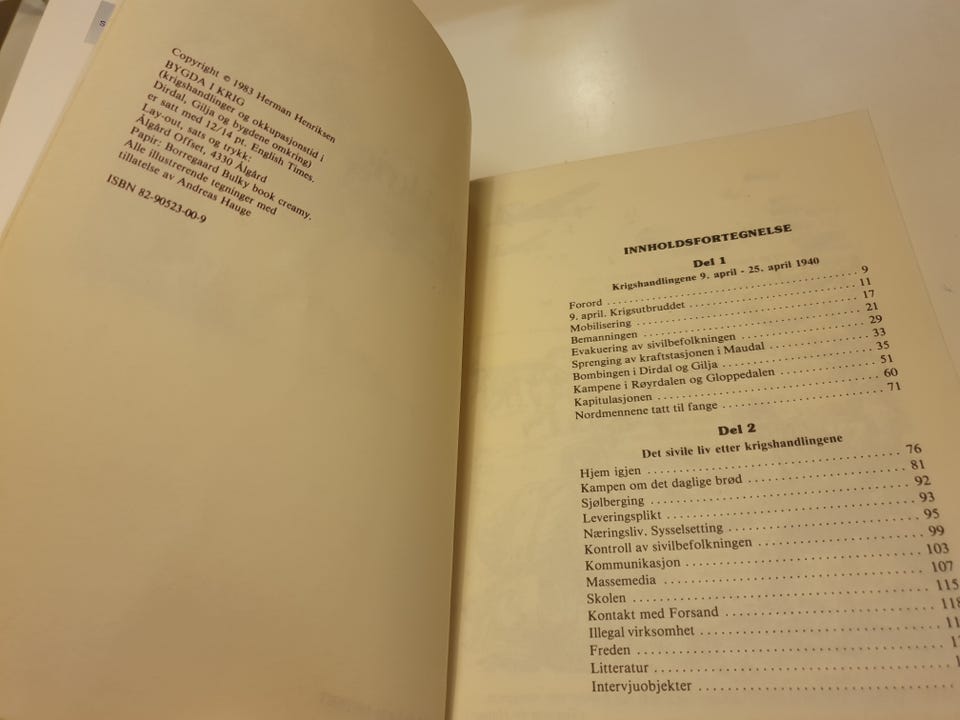 Copyright © 1983 Herman Henriksen
BYGDA I KRIG
(krigshandlinger og okkupasjonstid i
Dirdal, Gilja og bygdene omkring)
er satt med 12/14 pt. English Times.
Lay-out, sats og trykk:
Ålgård Offset, 4330 Ålgård
Papir: Borregaard Bulky book creamy.
Alle illustrerende tegninger med
tillatelse av Andreas Hauge
ISBN 82-90523-00-9
INNHOLDSFORTEGNELSE
Del 1
Krigshandlingene 9. april - 25. april 1940
Forord 9
9. april. Krigsutbruddet 11
Mobilisering 17
Bemanningen 21
Evakuering av sivilbefolkningen 29
Sprenging av kraftstasjonen i Maudal 33
Bombingen i Dirdal og Gilja 35
Kampene i Røyrdalen og Gloppedalen 51
Kapitulasjonen 60
Nordmennene tatt til fange 71
Del 2
Det sivile liv etter krigshandlingene
Hjem igjen 76
Kampen om det daglige brød 81
Sjølberging 92
Leveringsplikt 93
Næringsliv. Sysselsetting 95
Kontroll av sivilbefolkningen 99
Kommunikasjon 103
Massemedia 107
Skolen 115
Kontakt med Forsand 118
Illegal virksomhet
Freden
Litteratur
Intervjuobjekter